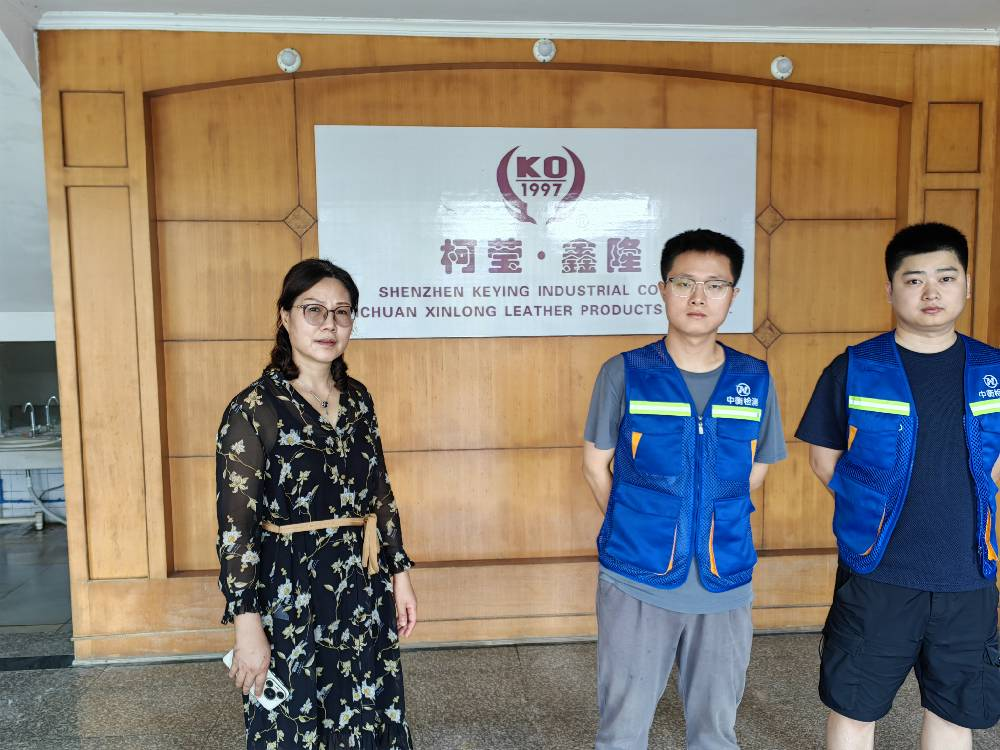 KO
1997
®
柯莹·鑫隆
SHENZHEN KEYING INDUSTRIAL CO
CHUAN XINLONG LEATHER PRODUCTS
中衡检测
中衡检测